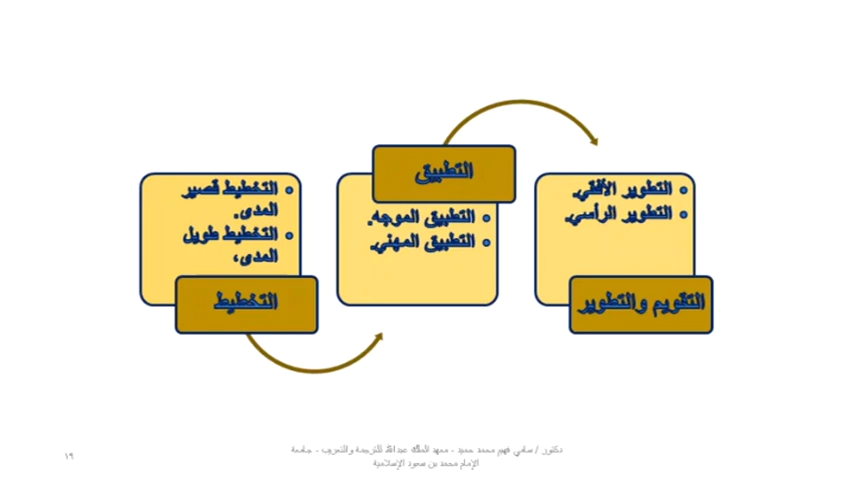 التخطيط قصير
المدى.
التخطيط طويل
المدى،
التخطيط
التطبيق
التطبيق الموجه.
التطبيق المهني.
التطوير الأفقي.
التطوير الرأسي.
التقويم والتطوير
دكتور / سامي فهيم محمد حميد - معهد الملك عبدالله للترجمة والتعريب - جامعة
الإمام محمد بن سعود الإسلامية
١٩